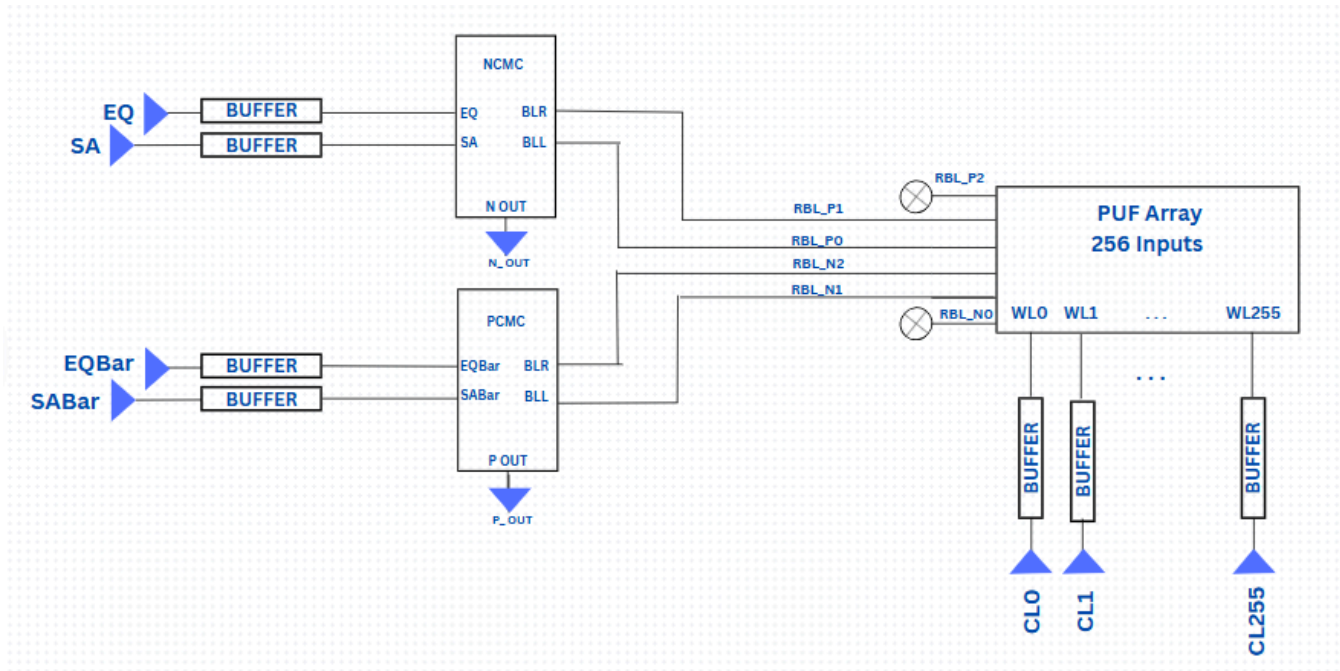 NCMC
EQ
BUFFER
EQ
BLR
SA
BUFFER
SA
BLL
N OUT
N_OUT
RBL_P2
RBL_P1
RBL_P0
RBL_N2
RBL_N1
RBL_N0
PUF Array
256 Inputs
WL0 WL1 ... WL255
...
PCMC
EQBar
BUFFER
EQBar
BLR
SABar
BUFFER
SABar
BLL
P OUT
P_OUT
BUFFER
BUFFER
BUFFER
CL0
CL1
CL255